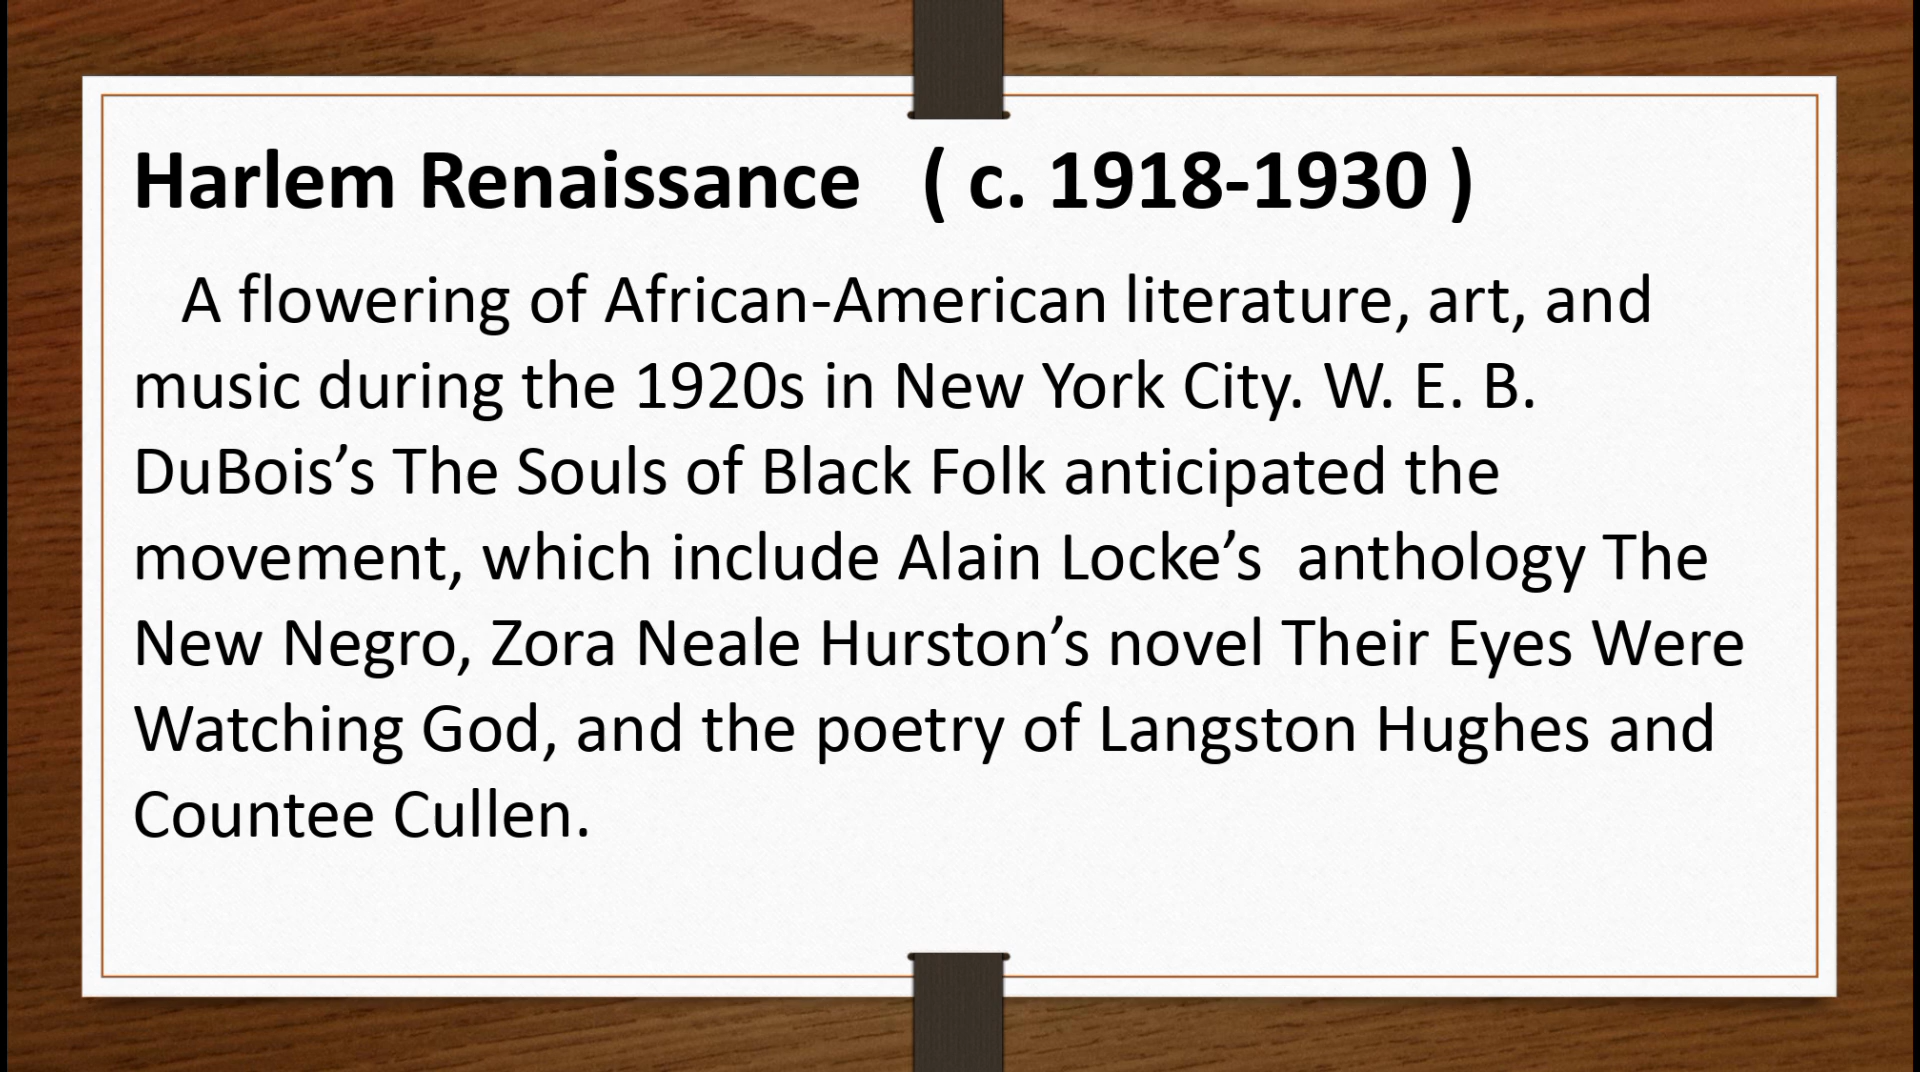 Harlem Renaissance   ( c. 1918-1930 )
A flowering of African-American literature, art, and
music during the 1920s in New York City. W. E. B.
DuBois’s The Souls of Black Folk anticipated the
movement, which include Alain Locke’s  anthology The
New Negro, Zora Neale Hurston’s novel Their Eyes Were
Watching God, and the poetry of Langston Hughes and
Countee Cullen.